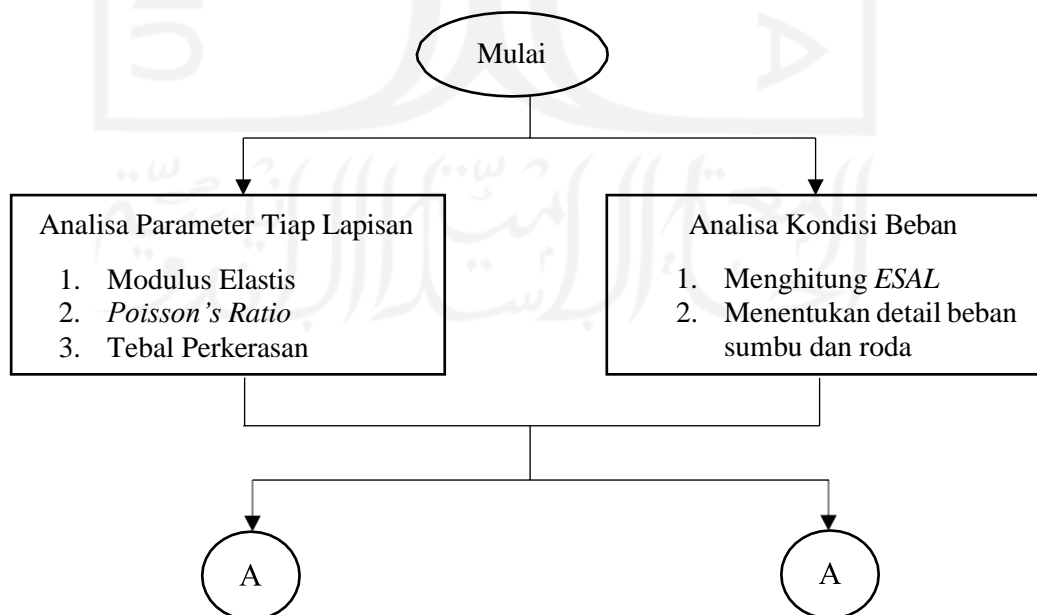 Mulai
Analisa Parameter Tiap Lapisan
1. Modulus Elastis
2. Poisson’s Ratio
3. Tebal Perkerasan
Analisa Kondisi Beban
1. Menghitung ESAL
2. Menentukan detail beban
sumbu dan roda
A
A